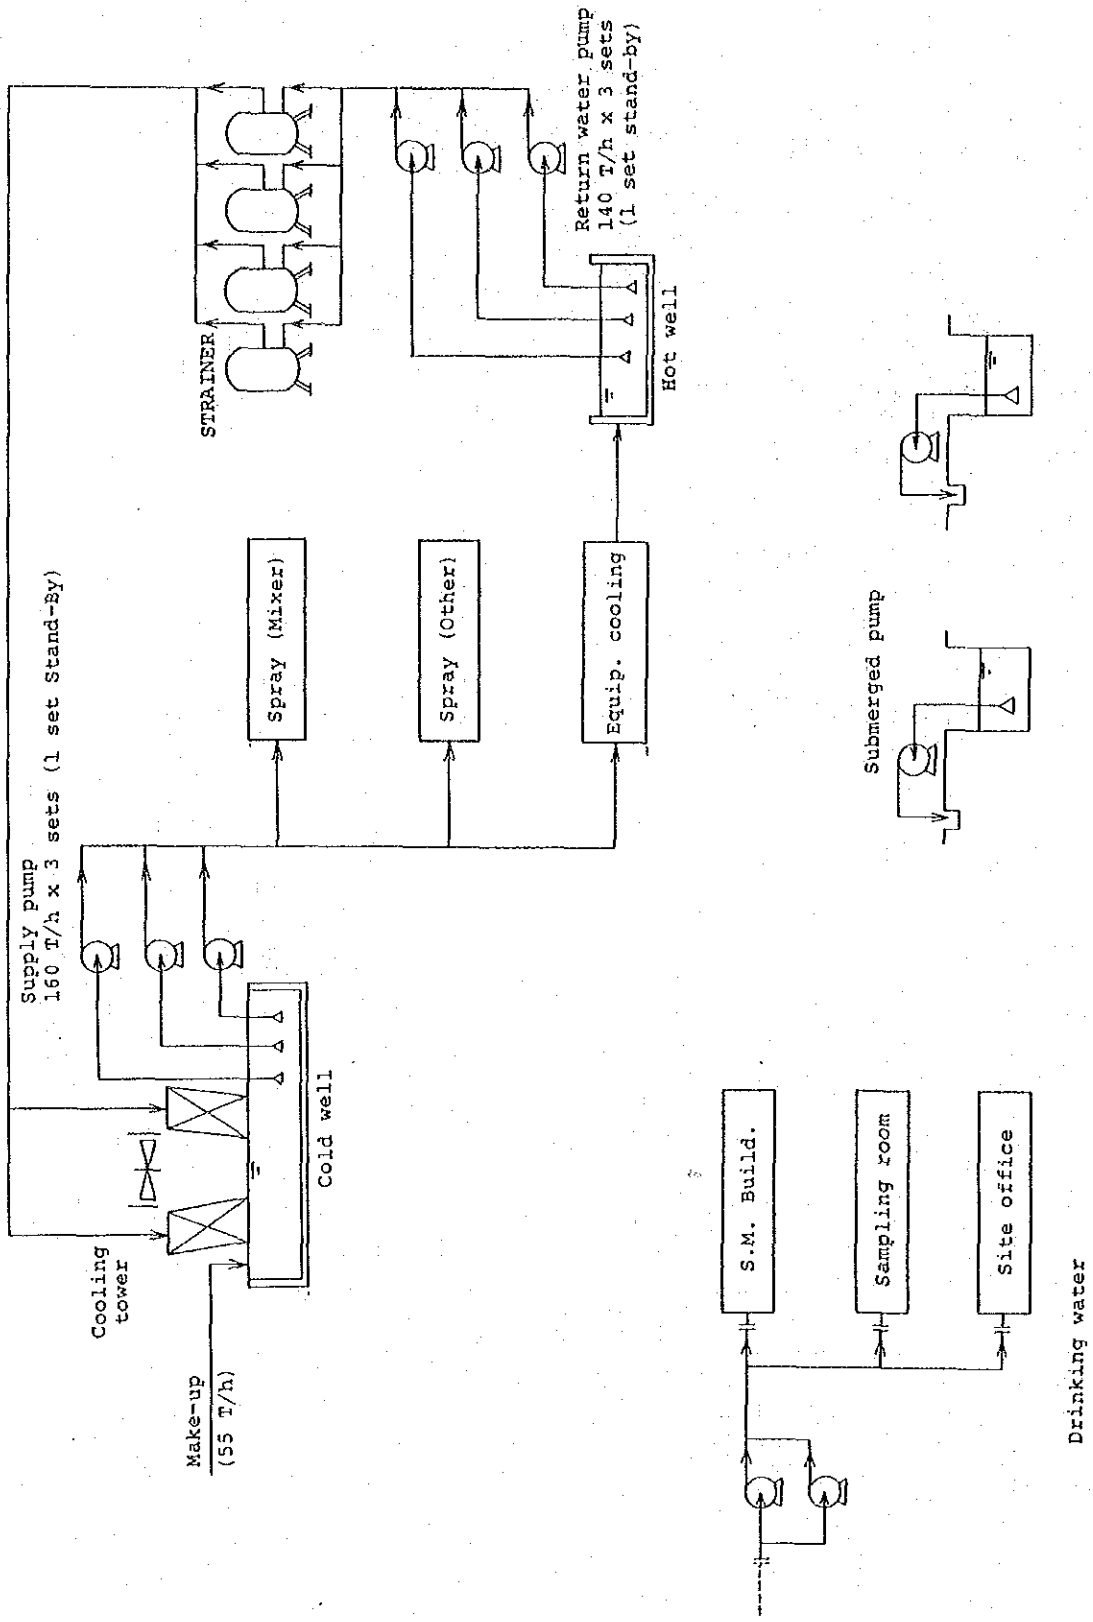 Supply pump
160 T/h x 3 sets (1 set Stand-By)
Cooling
tower
Make-up
(55 T/h)
Cold well
STRAINER
Spray (Mixer)
Spray (Other)
Equip. cooling
Return water pump
140 T/h x 3 sets
(1 set stand-by)
Hot well
S.M. Build.
Sampling room
Site office
Drinking water
Submerged pump